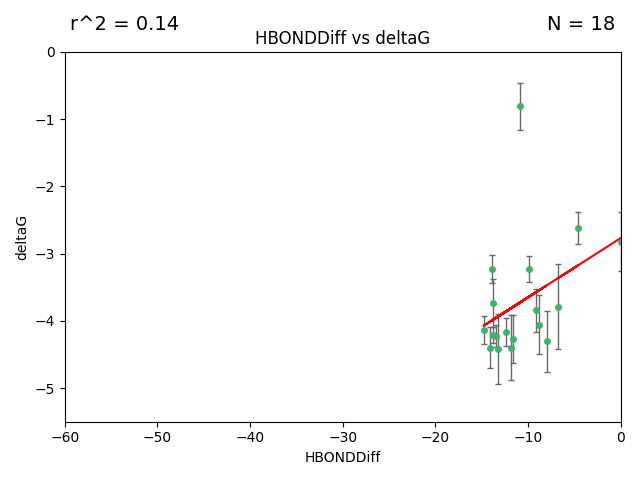 r^2 = 0.14
N = 18
HBONDDiff vs deltaG
0
−1
−2
−3
−4
−5
deltaG
−60 −50 −40 −30 −20 −10 0
HBONDDiff